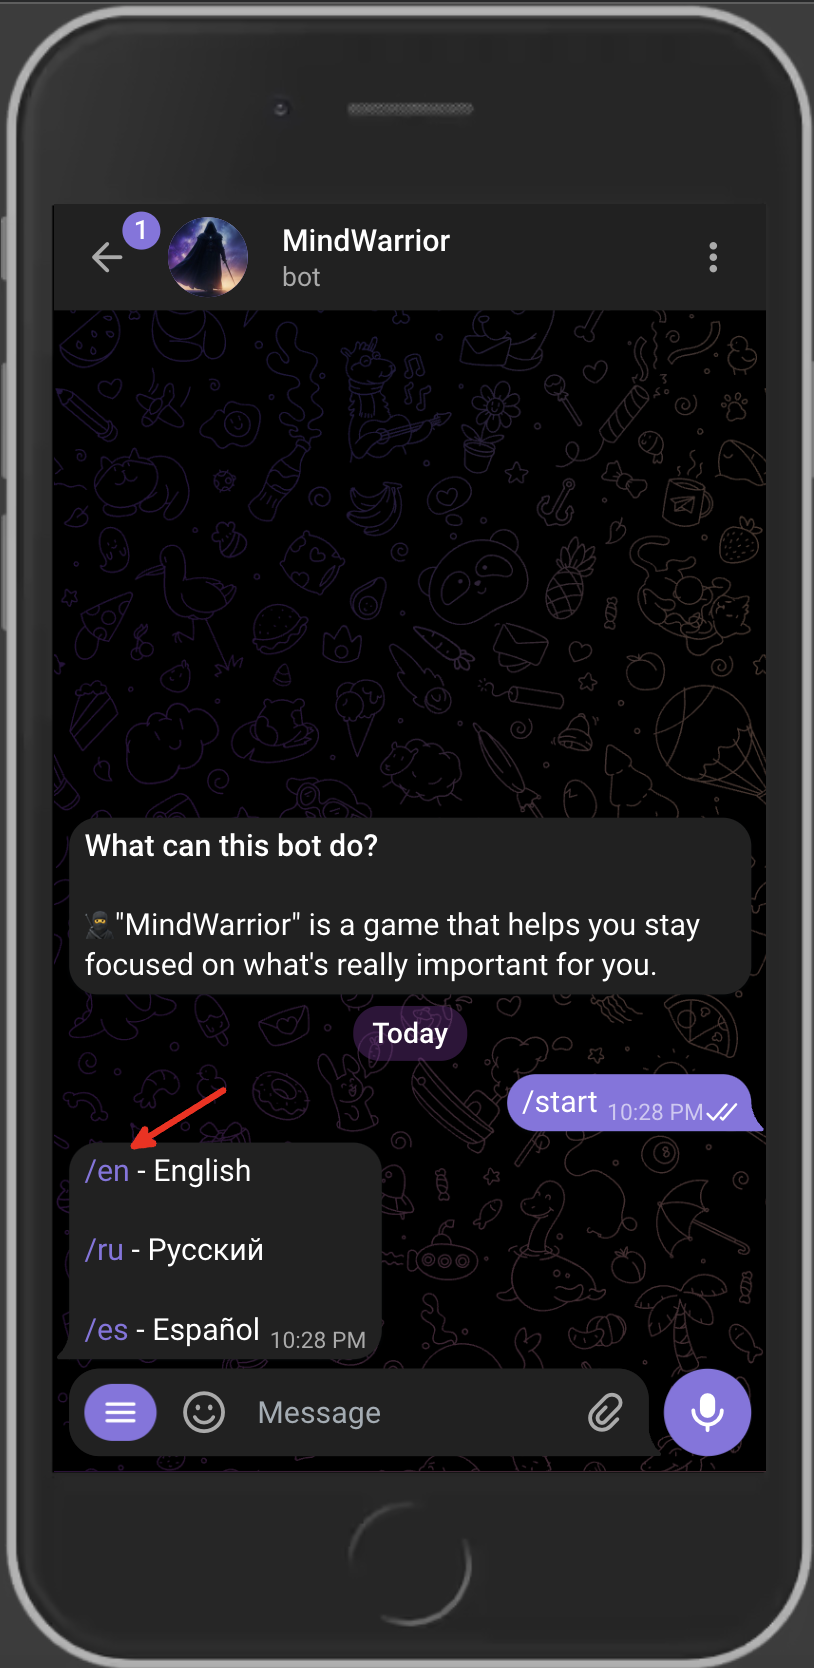 1
MindWarrior
bot
What can this bot do?
🥷"MindWarrior" is a game that helps you stay
focused on what's really important for you.
Today
/start 10:28 PM
/en - English
/ru - Русский
/es - Español 10:28 PM
Message